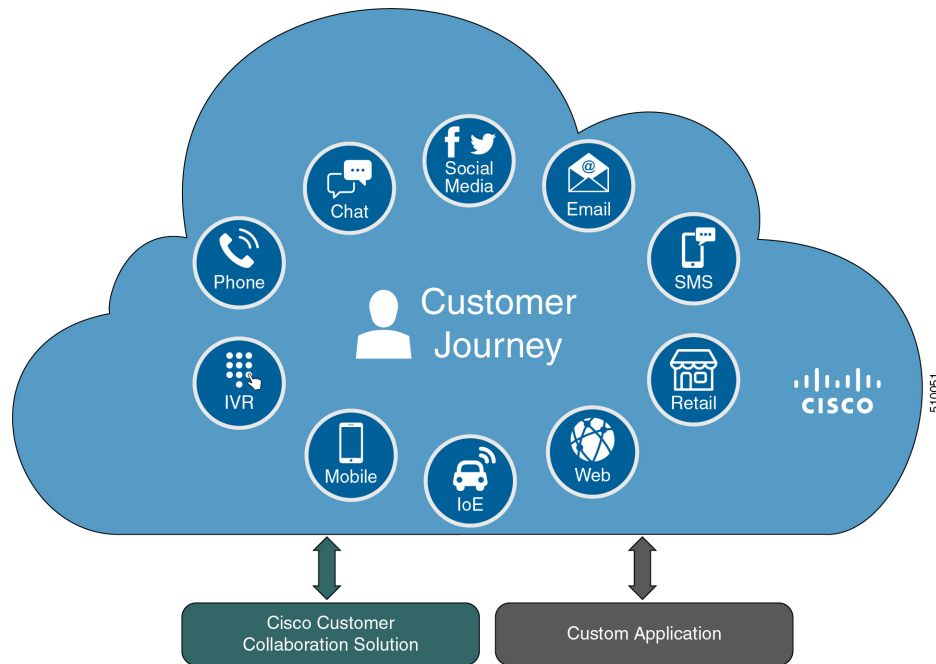 Social
Media
Chat
@
Email
Phone
SMS
Customer
Journey
IVR
Retail
CISCO
510051
Mobile
IoE
Web
Cisco Customer
Collaboration Solution
Custom Application